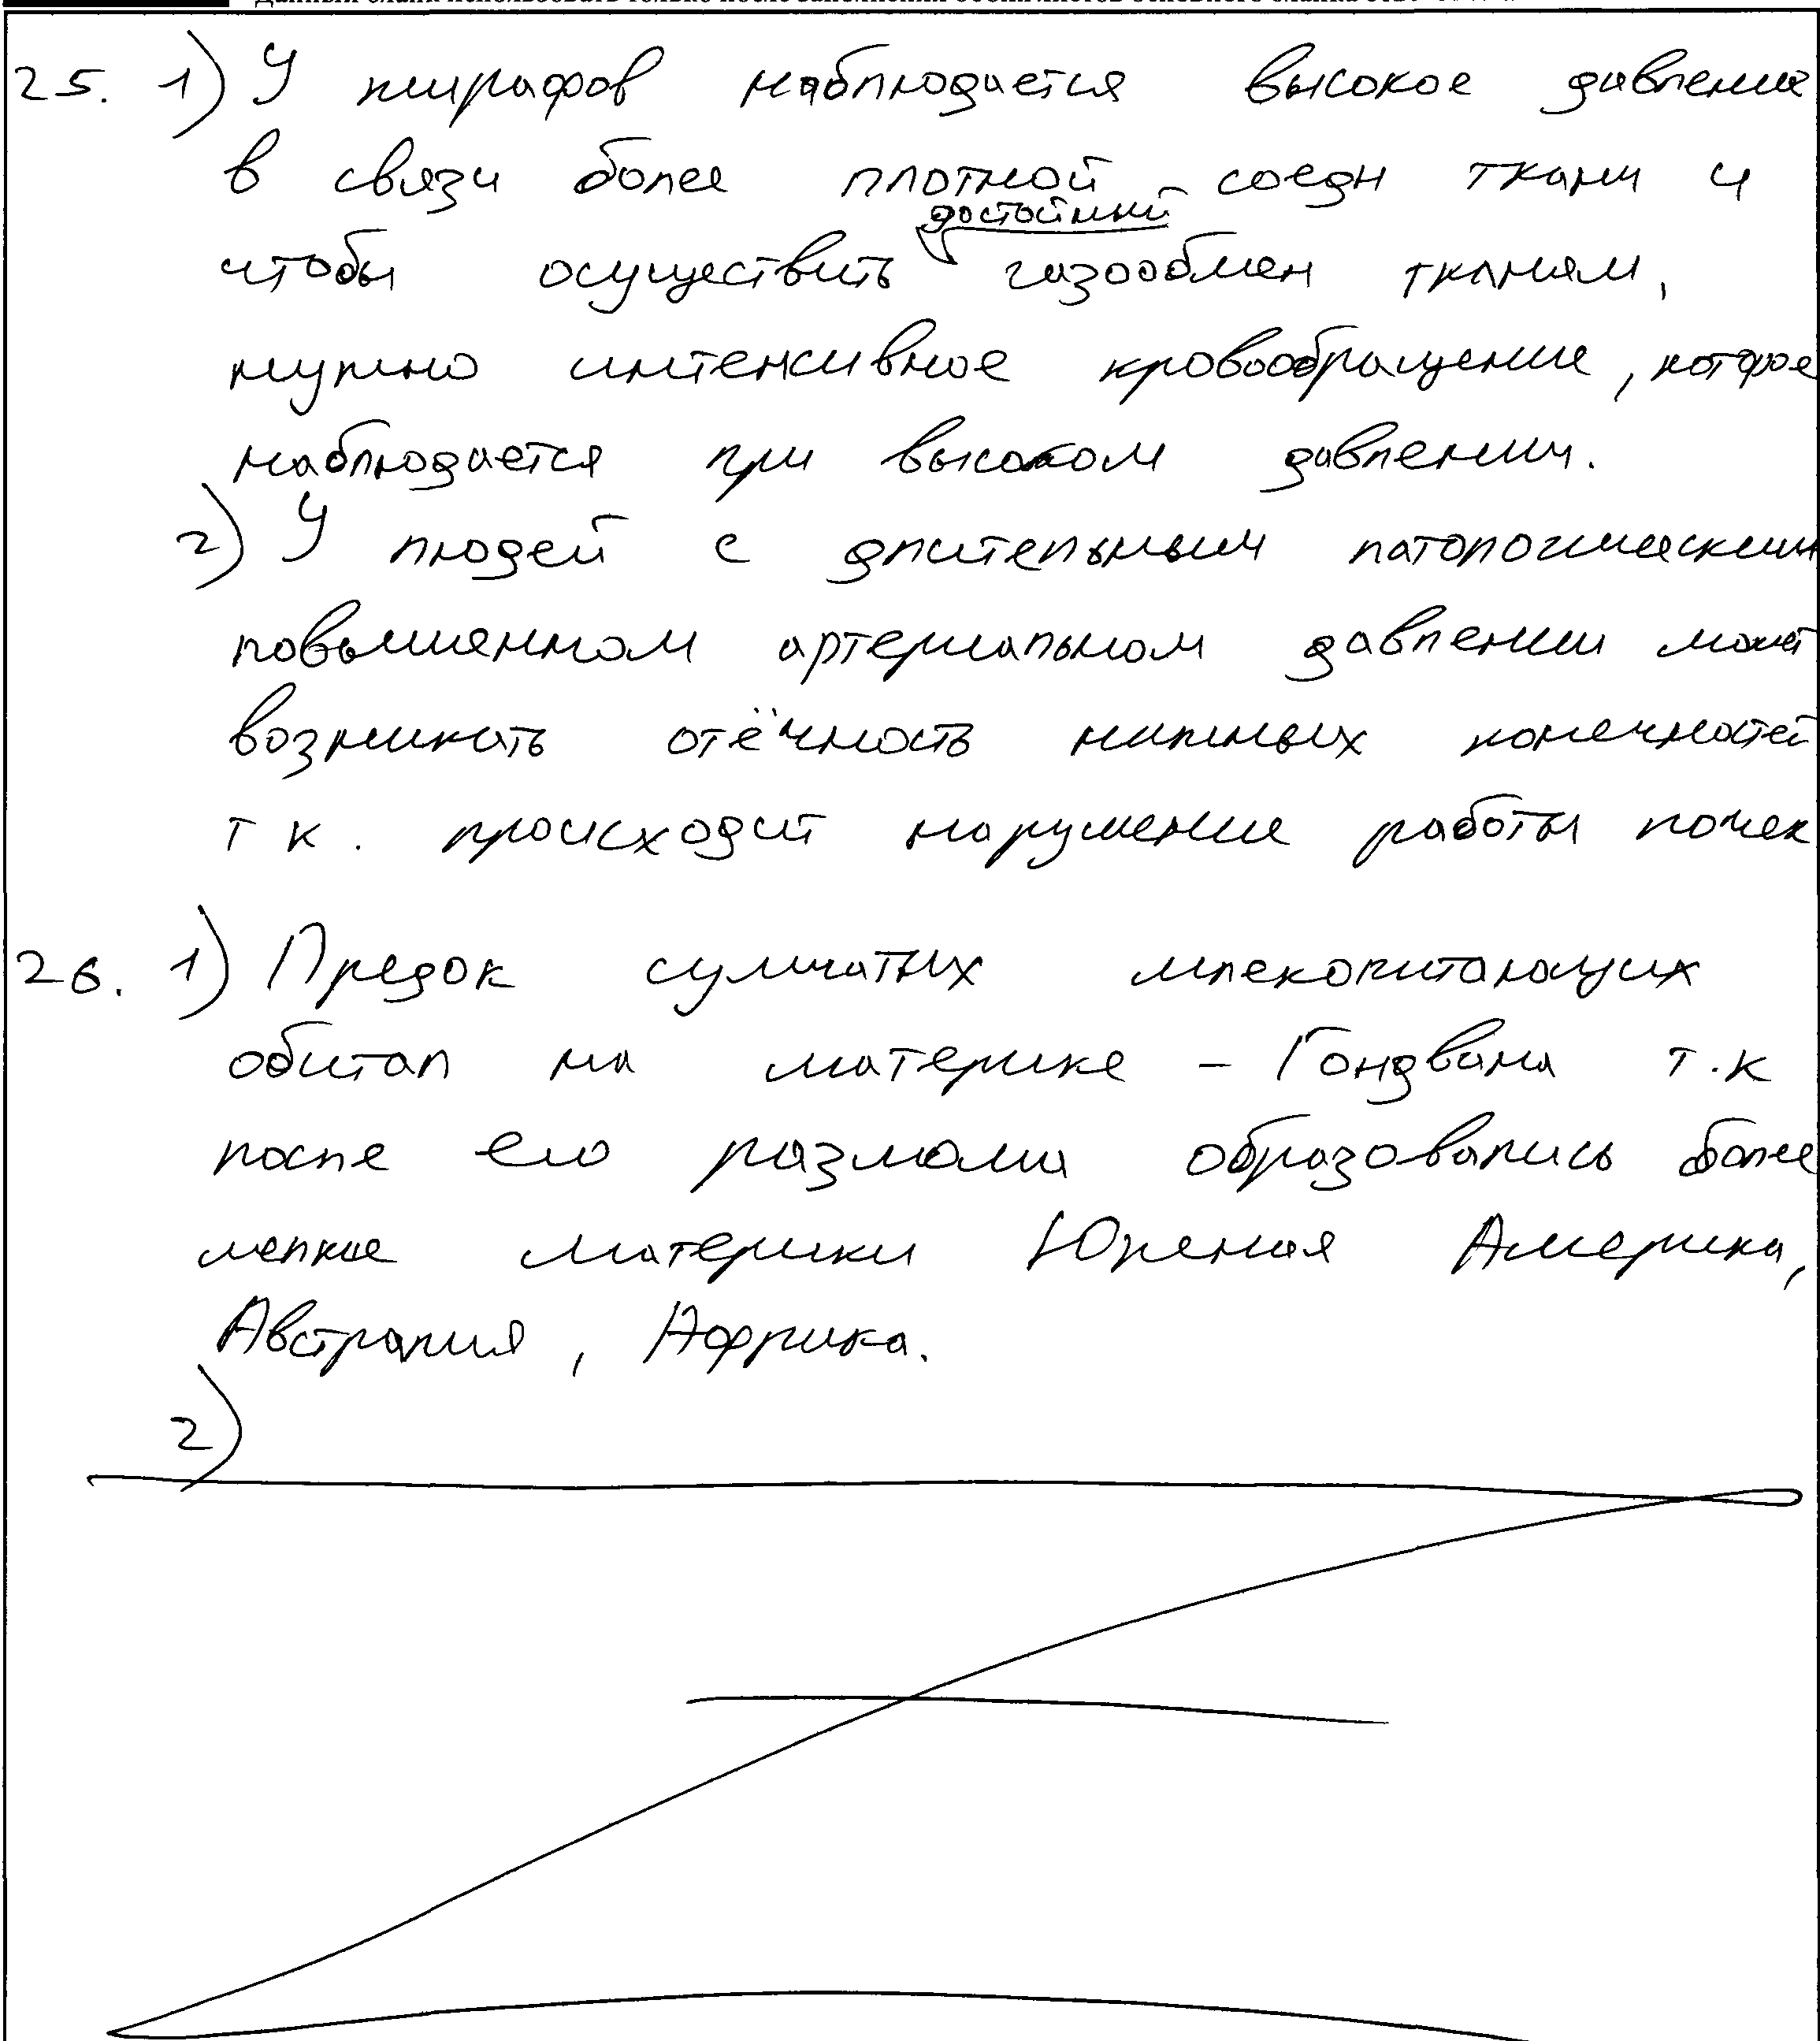 25. 1) У жирафов наблюдается высокое давление
в связи более плотной соедн ткани и
достойный
чтобы осуществить газообмен тканям,
нужно интенсивное кровообращение, которое
наблюдается при высоком давлении.
2) У людей с длительным патологическим
повышенном артериальном давлении может
возникать отёчность нижных конечностей
т к. происходит нарушение работы почек
26. 1) Предок сумчатых млекопитающих
обитал на материке - Гондвана т.к
после его разлома образовались более
мелкие материки Южная Америка,
Австралия, Африка.
2)